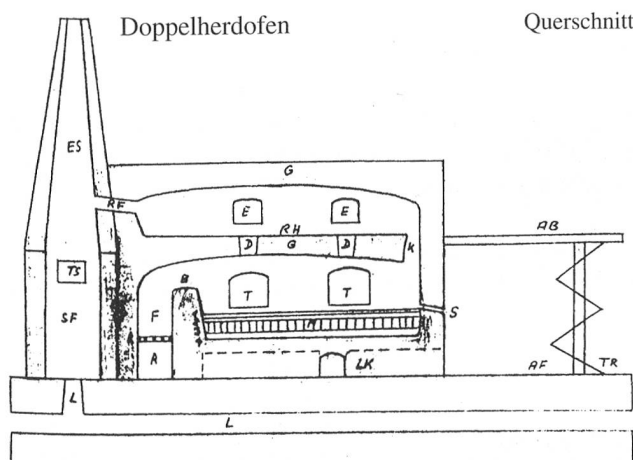 Doppelherdofen Querschnitt
ES
G
RF
E E
RH
D G D K
AB
TS
B
T T
S
SF
F
H
A
LK
AF TR
L
L